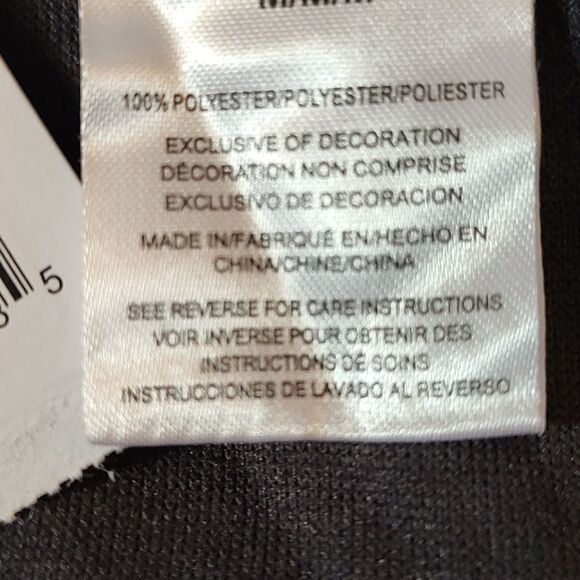 100% POLYESTER/POLYESTER/POLIESTER
EXCLUSIVE OF DECORATION
DÉCORATION NON COMPRISE
EXCLUSIVO DE DECORACION
MADE IN/FABRIQUÉ EN/HECHO EN
CHINA/CHINE/CHINA
SEE REVERSE FOR CARE INSTRUCTIONS
VOIR INVERSE POUR OBTENIR DES
INSTRUCTIONS DE SOINS
INSTRUCCIONES DE LAVADO AL REVERSO
5